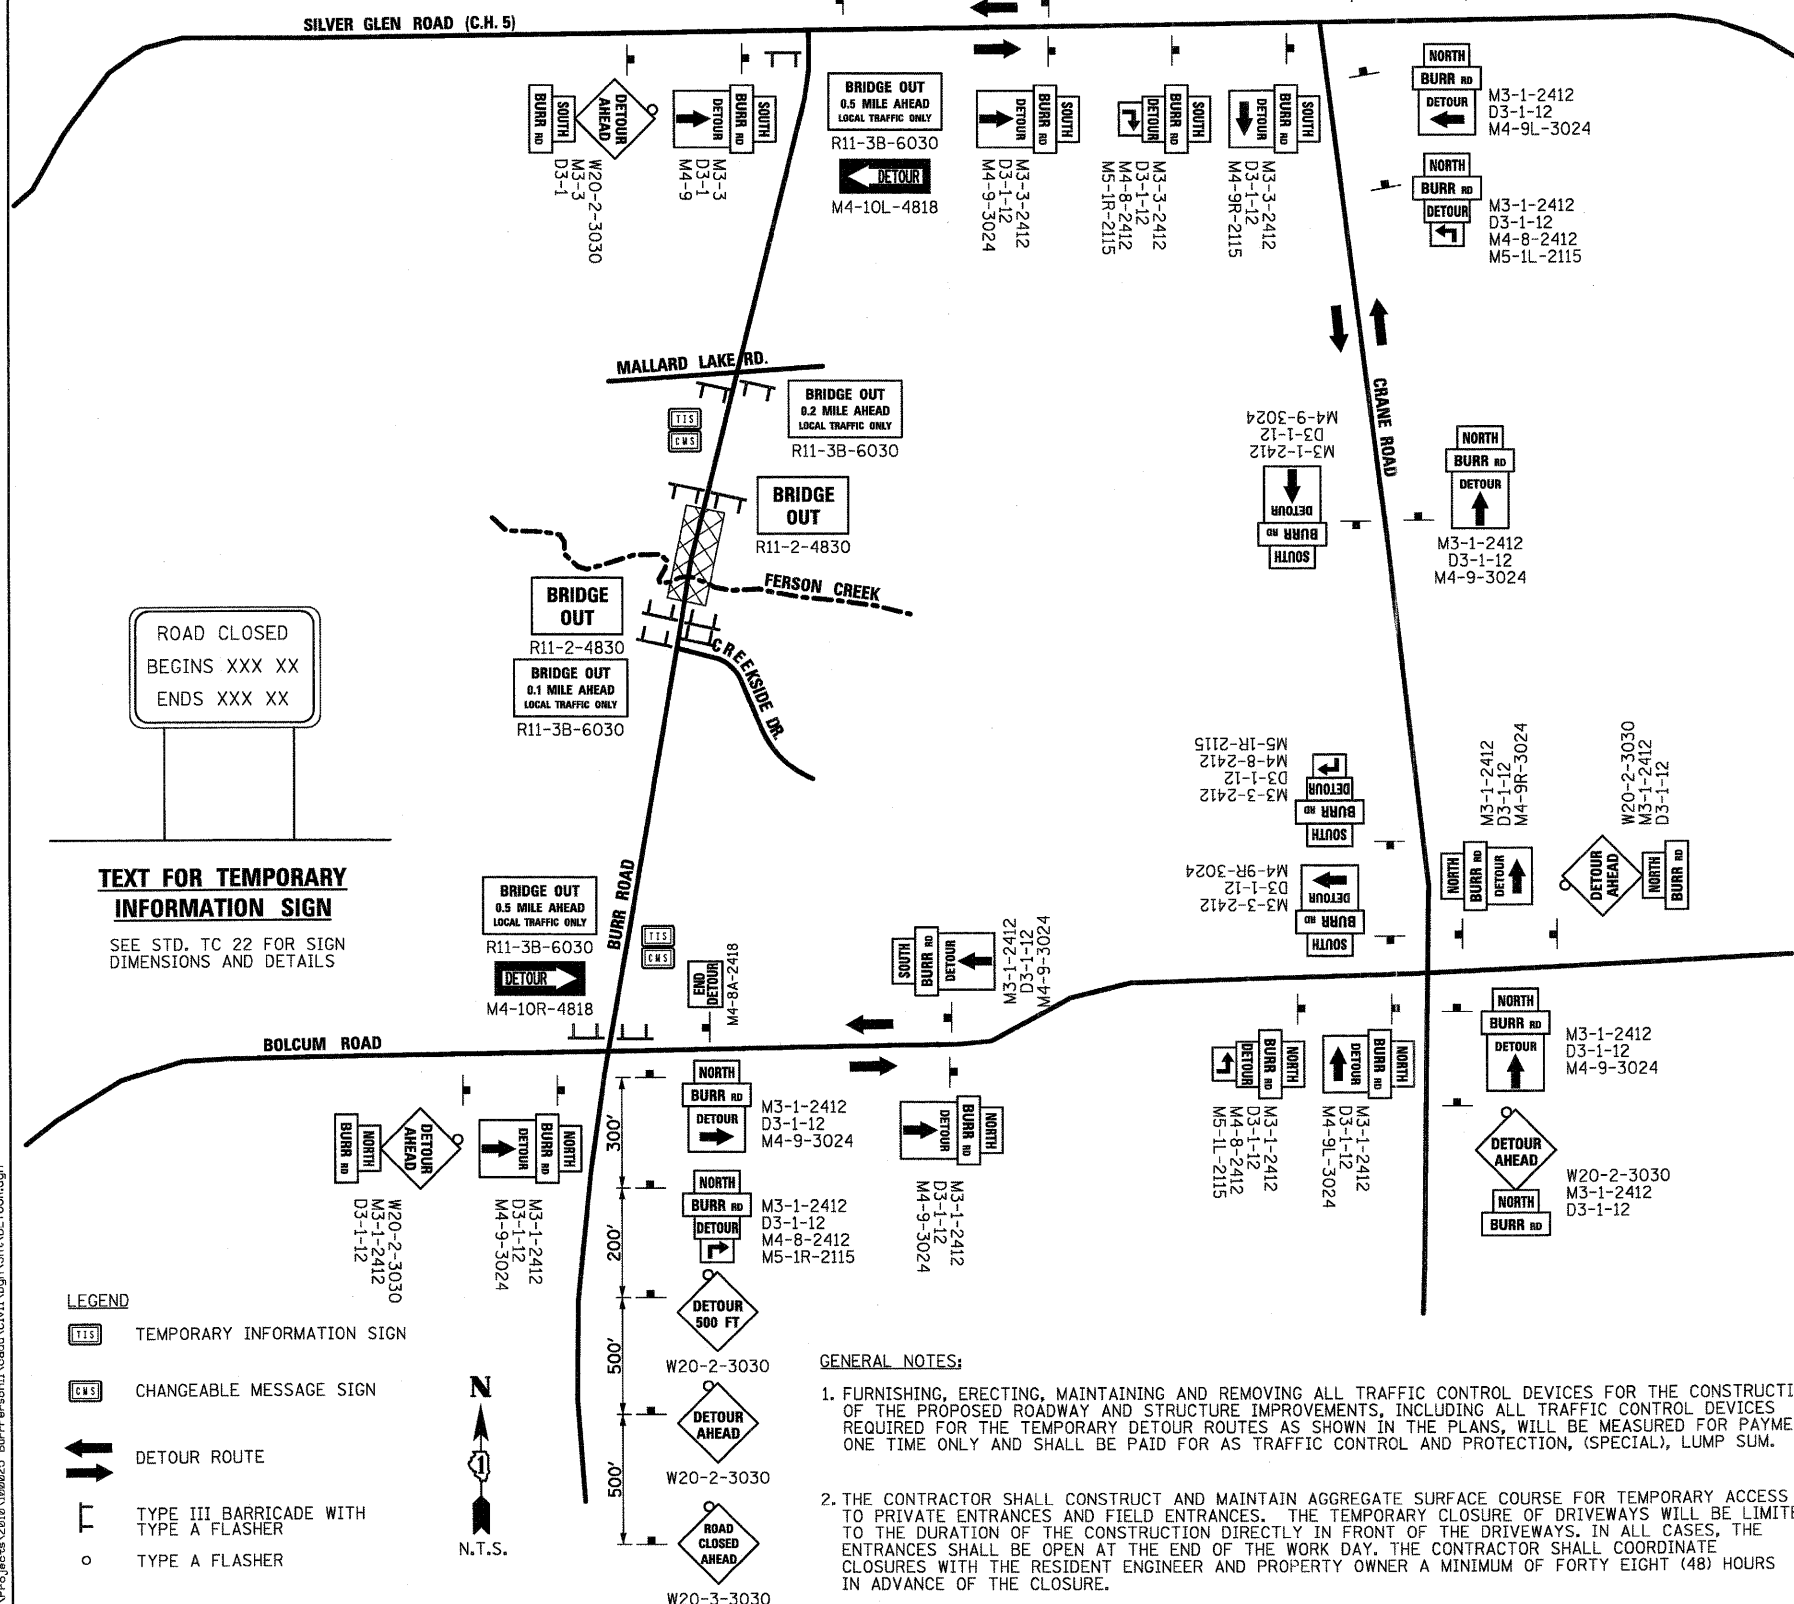 SILVER GLEN ROAD (C.H. 5)
BURR RD
SOUTH
DETOUR
AHEAD
W20-2-3030
M3-3
D3-1
DETOUR
BURR RD
SOUTH
M3-3
D3-1
M4-9
BRIDGE OUT
0.5 MILE AHEAD
LOCAL TRAFFIC ONLY
R11-3B-6030
DETOUR
M4-10L-4818
DETOUR
BURR RD
SOUTH
M3-3-2412
D3-1-12
M4-9-3024
DETOUR
BURR RD
SOUTH
M3-3-2412
D3-1-12
M4-8-2412
M5-1R-2115
DETOUR
BURR RD
SOUTH
M3-3-2412
D3-1-12
M4-9R-2115
NORTH
BURR RD
DETOUR
M3-1-2412
D3-1-12
M4-9L-3024
NORTH
BURR RD
DETOUR
M3-1-2412
D3-1-12
M4-8-2412
M5-1L-2115
MALLARD LAKE RD.
TIS
CMS
BRIDGE OUT
0.2 MILE AHEAD
LOCAL TRAFFIC ONLY
R11-3B-6030
BRIDGE
OUT
R11-2-4830
CRANE ROAD
M3-1-2412
D3-1-12
M4-9-3024
SOUTH
BURR RD
DETOUR
NORTH
BURR RD
DETOUR
M3-1-2412
D3-1-12
M4-9-3024
FERSON CREEK
BRIDGE
OUT
R11-2-4830
BRIDGE OUT
0.1 MILE AHEAD
LOCAL TRAFFIC ONLY
R11-3B-6030
CREEKSIDE DR.
ROAD CLOSED
BEGINS XXX XX
ENDS XXX XX
TEXT FOR TEMPORARY
INFORMATION SIGN
SEE STD. TC 22 FOR SIGN
DIMENSIONS AND DETAILS
M3-3-2412
D3-1-12
M4-8-2412
M5-1R-2115
SOUTH
BURR RD
DETOUR
M3-3-2412
D3-1-12
M4-9R-3024
SOUTH
BURR RD
DETOUR
M3-1-2412
D3-1-12
M4-9R-3024
NORTH
BURR RD
DETOUR
W20-2-3030
M3-1-2412
D3-1-12
DETOUR
AHEAD
NORTH
BURR RD
BURR ROAD
BRIDGE OUT
0.5 MILE AHEAD
LOCAL TRAFFIC ONLY
R11-3B-6030
DETOUR
M4-10R-4818
TIS
CMS
END
DETOUR
M4-8A-2418
SOUTH
BURR RD
DETOUR
M3-1-2412
D3-1-12
M4-9-3024
BOLCUM ROAD
BURR RD
NORTH
DETOUR
AHEAD
W20-2-3030
M3-1-2412
D3-1-12
DETOUR
BURR RD
NORTH
M3-1-2412
D3-1-12
M4-9-3024
300'
200'
500'
500'
NORTH
BURR RD
DETOUR
M3-1-2412
D3-1-12
M4-9-3024
NORTH
BURR RD
DETOUR
M3-1-2412
D3-1-12
M4-8-2412
M5-1R-2115
DETOUR
500 FT
W20-2-3030
DETOUR
AHEAD
W20-2-3030
ROAD
CLOSED
AHEAD
W20-3-3030
DETOUR
BURR RD
NORTH
M3-1-2412
D3-1-12
M4-9-3024
DETOUR
BURR RD
NORTH
M3-1-2412
D3-1-12
M4-8-2412
M5-1L-2115
DETOUR
BURR RD
NORTH
M3-1-2412
D3-1-12
M4-9L-3024
NORTH
BURR RD
DETOUR
M3-1-2412
D3-1-12
M4-9-3024
DETOUR
AHEAD
NORTH
BURR RD
W20-2-3030
M3-1-2412
D3-1-12
LEGEND
TIS TEMPORARY INFORMATION SIGN
CMS CHANGEABLE MESSAGE SIGN
DETOUR ROUTE
TYPE III BARRICADE WITH
TYPE A FLASHER
TYPE A FLASHER
N
1
N.T.S.
GENERAL NOTES:
1. FURNISHING, ERECTING, MAINTAINING AND REMOVING ALL TRAFFIC CONTROL DEVICES FOR THE CONSTRUCTI
OF THE PROPOSED ROADWAY AND STRUCTURE IMPROVEMENTS, INCLUDING ALL TRAFFIC CONTROL DEVICES
REQUIRED FOR THE TEMPORARY DETOUR ROUTES AS SHOWN IN THE PLANS, WILL BE MEASURED FOR PAYME
ONE TIME ONLY AND SHALL BE PAID FOR AS TRAFFIC CONTROL AND PROTECTION, (SPECIAL), LUMP SUM.
2. THE CONTRACTOR SHALL CONSTRUCT AND MAINTAIN AGGREGATE SURFACE COURSE FOR TEMPORARY ACCESS
TO PRIVATE ENTRANCES AND FIELD ENTRANCES. THE TEMPORARY CLOSURE OF DRIVEWAYS WILL BE LIMITE
TO THE DURATION OF THE CONSTRUCTION DIRECTLY IN FRONT OF THE DRIVEWAYS. IN ALL CASES, THE
ENTRANCES SHALL BE OPEN AT THE END OF THE WORK DAY. THE CONTRACTOR SHALL COORDINATE
CLOSURES WITH THE RESIDENT ENGINEER AND PROPERTY OWNER A MINIMUM OF FORTY EIGHT (48) HOURS
IN ADVANCE OF THE CLOSURE.